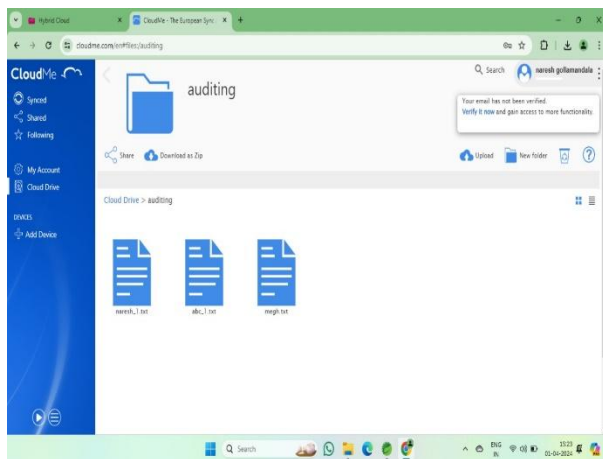 Hybrid Cloud
CloudMe - The European Sync
cloudme.com/en#files:/auditing
CloudMe
Synced
Shared
Following
My Account
Cloud Drive
DEVICES
Add Device
auditing
Search
naresh gollamandala
Your email has not been verified.
Verify it now and gain access to more functionality.
Share
Download as Zip
Upload
New folder
Cloud Drive > auditing
naresh_1.txt
abc_1.txt
megh.txt
Search
ENG
IN
15:23
01-04-2024